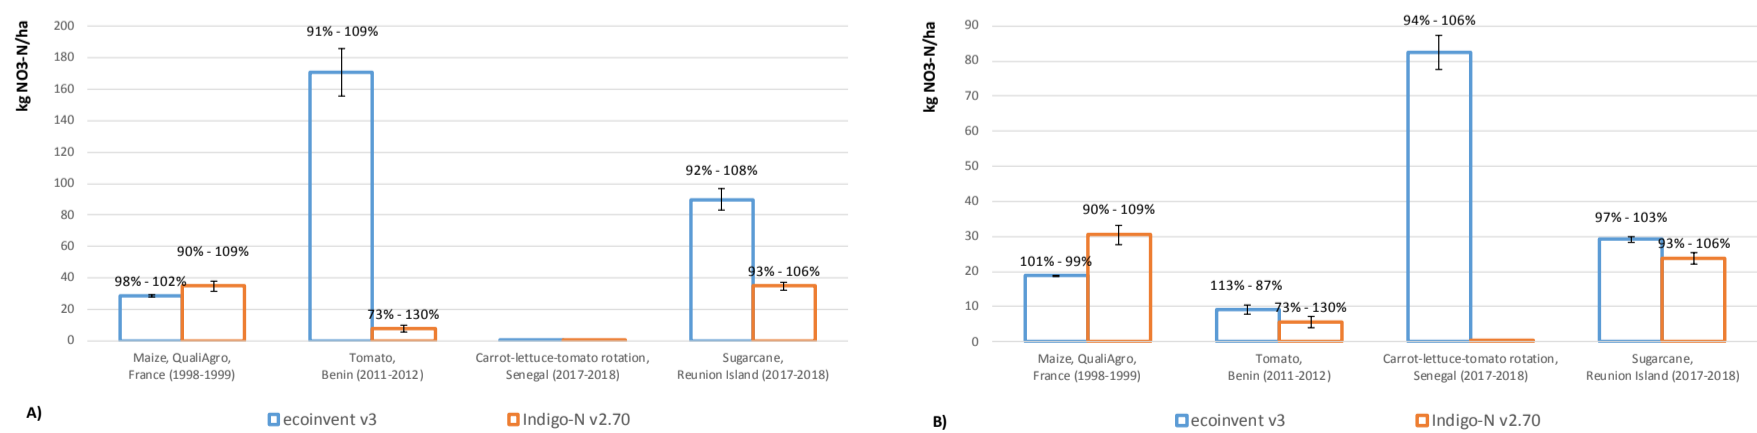 kg NO3-N/ha
200
180
160
140
120
100
80
60
40
20
0
98% - 102%
90% - 109%
91% - 109%
73% - 130%
92% - 108%
93% - 106%
Maize, QualiAgro,
France (1998-1999)
Tomato,
Benin (2011-2012)
Carrot-lettuce-tomato rotation,
Senegal (2017-2018)
Sugarcane,
Reunion Island (2017-2018)
A)
ecoinvent v3
Indigo-N v2.70
kg NO3-N/ha
90
80
70
60
50
40
30
20
10
0
101% - 99%
90% - 109%
113% - 87%
73% - 130%
94% - 106%
97% - 103%
93% - 106%
Maize, QualiAgro,
France (1998-1999)
Tomato,
Benin (2011-2012)
Carrot-lettuce-tomato rotation,
Senegal (2017-2018)
Sugarcane,
Reunion Island (2017-2018)
B)
ecoinvent v3
Indigo-N v2.70